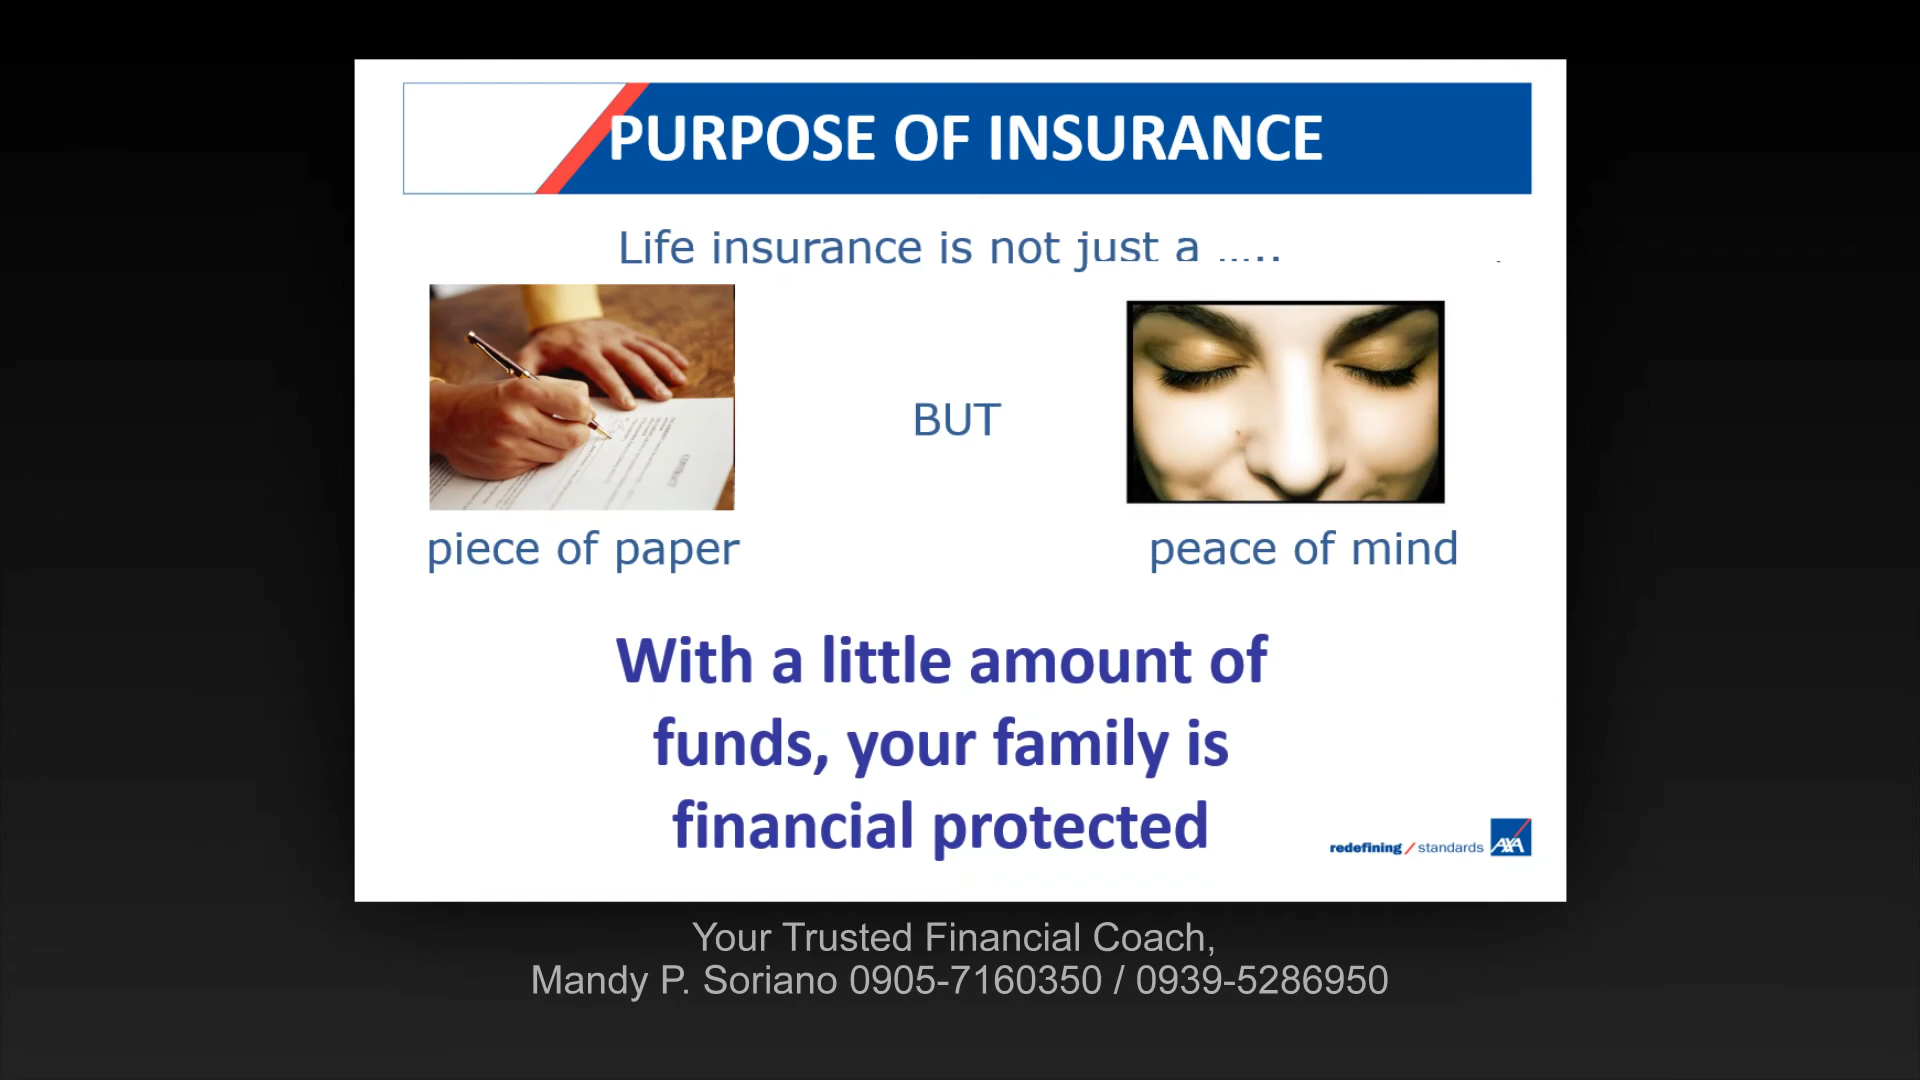 PURPOSE OF INSURANCE
Life insurance is not just a .....
BUT
piece of paper
peace of mind
With a little amount of
funds, your family is
financial protected
redefining / standards AXA
Your Trusted Financial Coach,
Mandy P. Soriano 0905-7160350 / 0939-5286950